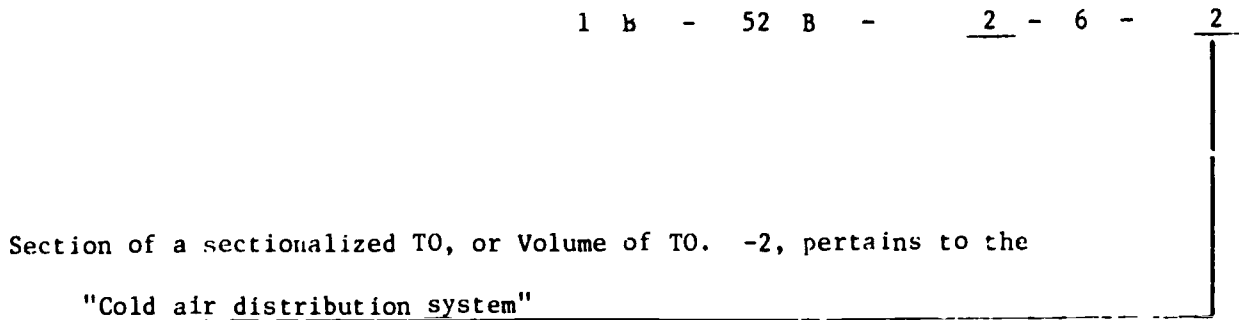 1 b - 52 B - 2 - 6 - 2
Section of a sectionalized TO, or Volume of TO. -2, pertains to the
"Cold air distribution system"